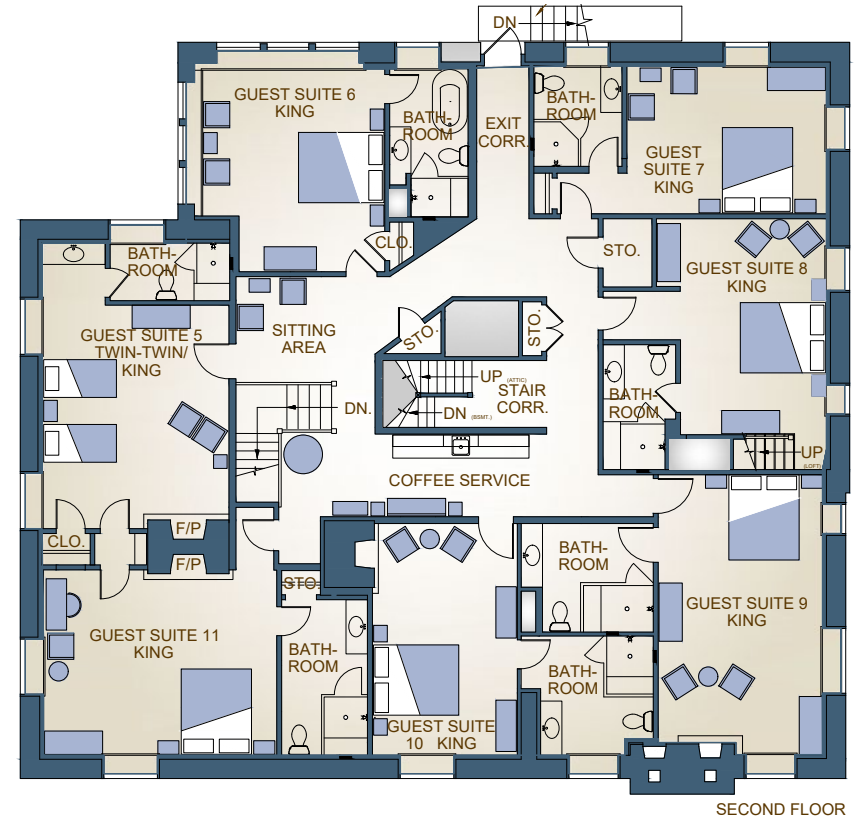 DN
GUEST SUITE 6
KING
BATH-
ROOM
EXIT
CORR.
BATH-
ROOM
GUEST
SUITE 7
KING
CLO.
STO.
BATH-
ROOM
GUEST SUITE 8
KING
GUEST SUITE 5
TWIN-TWIN/
KING
SITTING
AREA
STO.
STO.
UP (ATTIC)
STAIR
CORR.
DN (BSMT.)
DN.
BATH-
ROOM
UP
(LOFT)
COFFEE SERVICE
F/P
CLO.
F/P
STO.
BATH-
ROOM
GUEST SUITE 9
KING
GUEST SUITE 11
KING
BATH-
ROOM
BATH-
ROOM
GUEST SUITE
10 KING
SECOND FLOOR